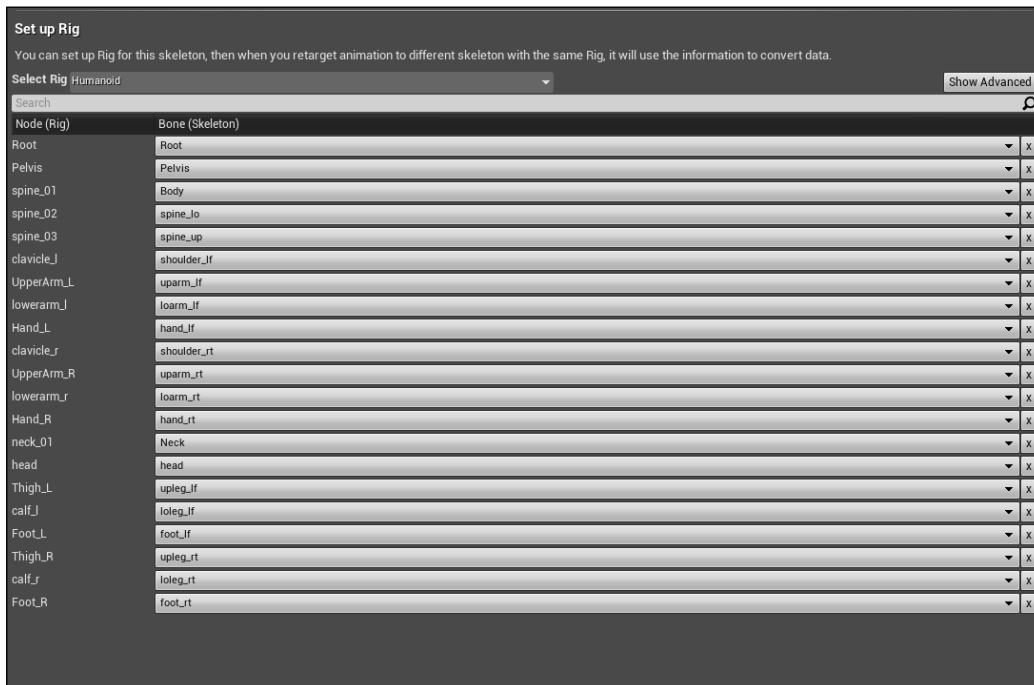 Set up Rig
You can set up Rig for this skeleton, then when you retarget animation to different skeleton with the same Rig, it will use the information to convert data.
Select Rig Humanoid Show Advanced
Search
Node (Rig) Bone (Skeleton)
Root Root x
Pelvis Pelvis x
spine_01 Body x
spine_02 spine_lo x
spine_03 spine_up x
clavicle_l shoulder_lf x
UpperArm_L uparm_lf x
lowerarm_l loarm_lf x
Hand_L hand_lf x
clavicle_r shoulder_rt x
UpperArm_R uparm_rt x
lowerarm_r loarm_rt x
Hand_R hand_rt x
neck_01 Neck x
head head x
Thigh_L upleg_lf x
calf_l loleg_lf x
Foot_L foot_lf x
Thigh_R upleg_rt x
calf_r loleg_rt x
Foot_R foot_rt x